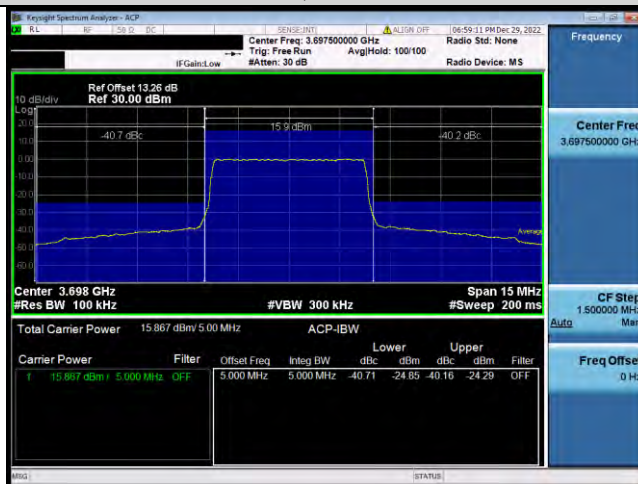 Keysight Spectrum Analyzer - ACP
RL RF 50 Ω DC SENSE:INT ALIGN OFF 06:59:11 PM Dec 29, 2022
Center Freq: 3.697500000 GHz Radio Std: None
Trig: Free Run Avg|Hold: 100/100
IFGain:Low #Atten: 30 dB Radio Device: MS
Frequency
Ref Offset 13.26 dB
10 dB/div Ref 30.00 dBm
Log
20.0
10.0
0.00
-10.0
-20.0
-30.0
-40.0
-50.0
-60.0
-40.7 dBc 15.9 dBm -40.2 dBc
Average
Center Freq
3.697500000 GHz
Center 3.698 GHz Span 15 MHz
#Res BW 100 kHz #VBW 300 kHz #Sweep 200 ms
CF Step
1.500000 MHz
Auto Man
Total Carrier Power 15.867 dBm/ 5.00 MHz ACP-IBW
Lower Upper
Carrier Power Filter Offset Freq Integ BW dBc dBm dBc dBm Filter
1 15.867 dBm / 5.000 MHz OFF 5.000 MHz 5.000 MHz -40.71 -24.85 -40.16 -24.29 OFF
Freq Offset
0 Hz
MSG STATUS